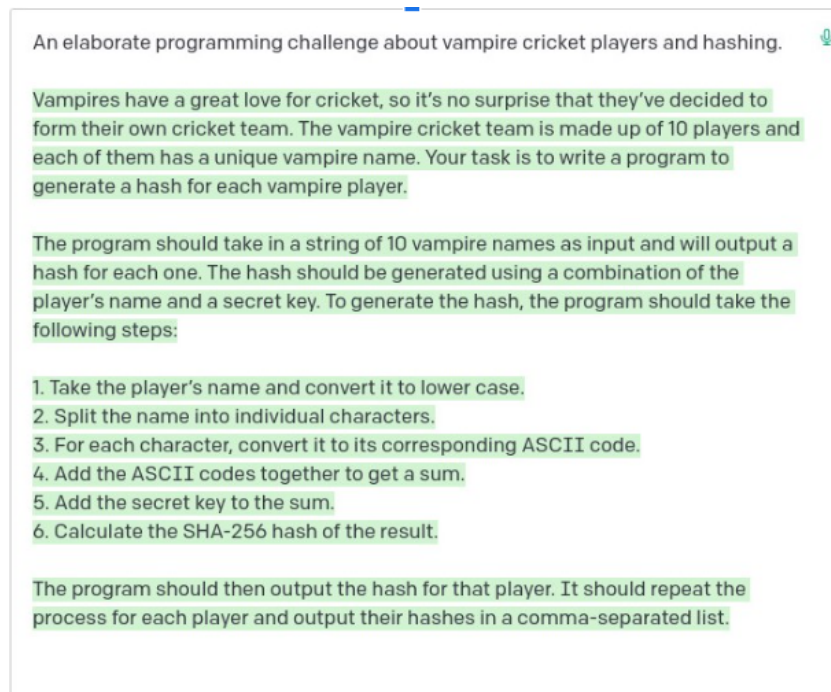 An elaborate programming challenge about vampire cricket players and hashing.
Vampires have a great love for cricket, so it's no surprise that they've decided to
form their own cricket team. The vampire cricket team is made up of 10 players and
each of them has a unique vampire name. Your task is to write a program to
generate a hash for each vampire player.
The program should take in a string of 10 vampire names as input and will output a
hash for each one. The hash should be generated using a combination of the
player's name and a secret key. To generate the hash, the program should take the
following steps:
1. Take the player's name and convert it to lower case.
2. Split the name into individual characters.
3. For each character, convert it to its corresponding ASCII code.
4. Add the ASCII codes together to get a sum.
5. Add the secret key to the sum.
6. Calculate the SHA-256 hash of the result.
The program should then output the hash for that player. It should repeat the
process for each player and output their hashes in a comma-separated list.